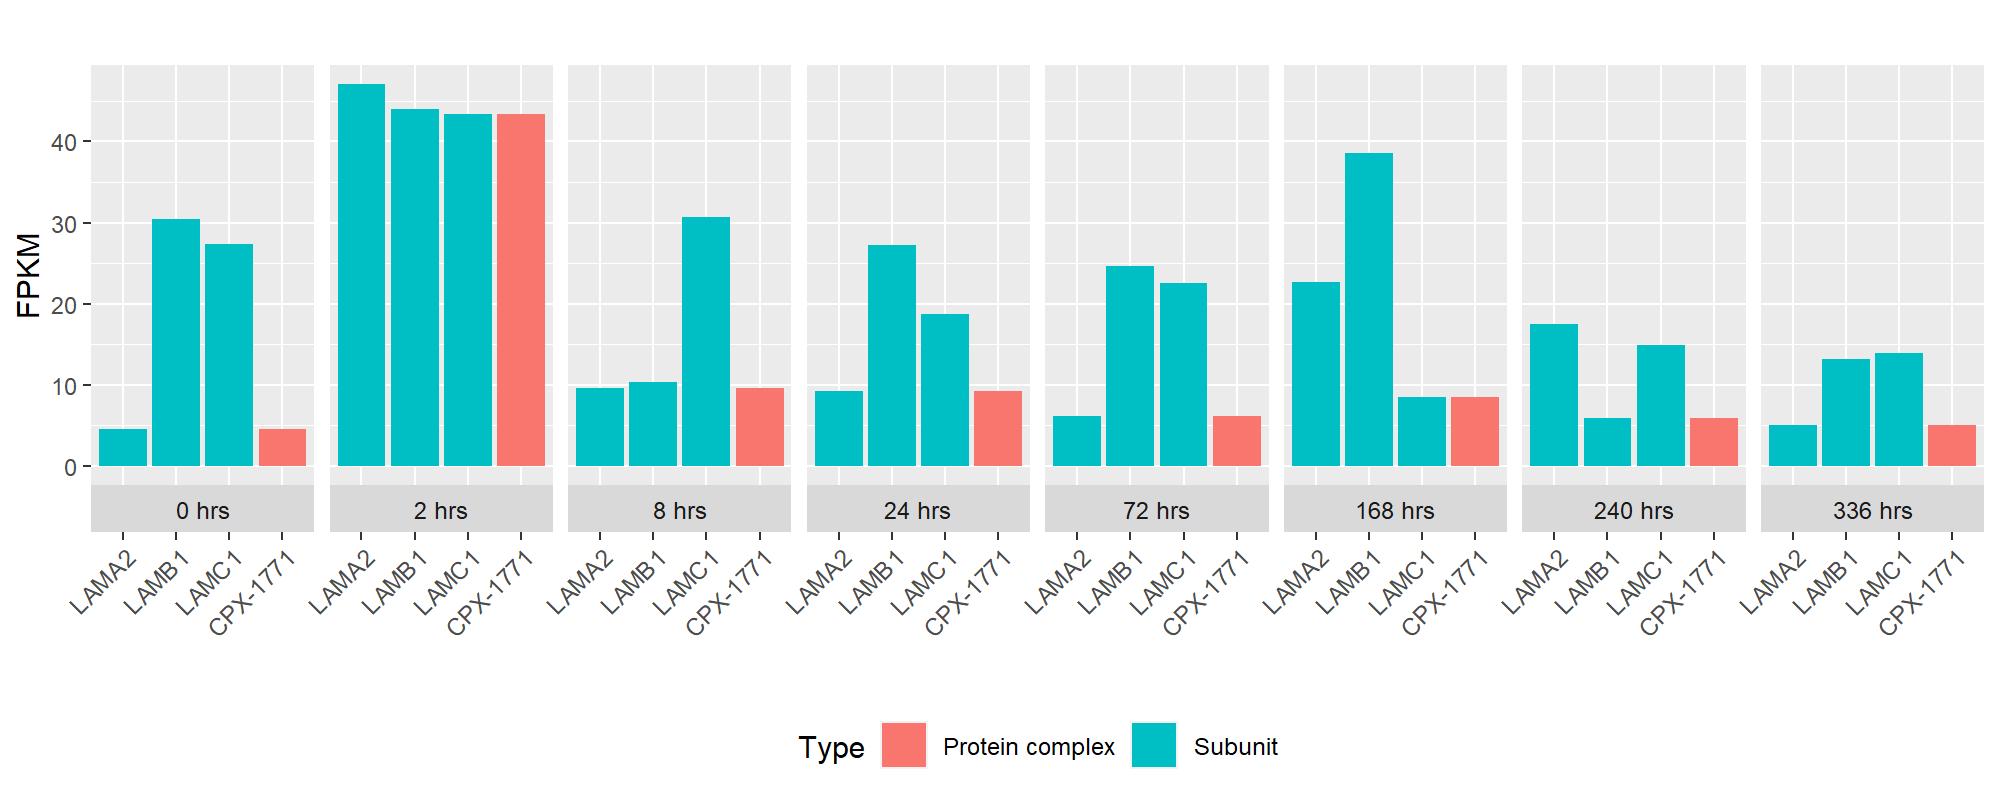 FPKM
40
30
20
10
0
0 hrs 2 hrs 8 hrs 24 hrs 72 hrs 168 hrs 240 hrs 336 hrs
LAMA2 LAMB1 LAMC1 CPX-1771 LAMA2 LAMB1 LAMC1 CPX-1771 LAMA2 LAMB1 LAMC1 CPX-1771 LAMA2 LAMB1 LAMC1 CPX-1771 LAMA2 LAMB1 LAMC1 CPX-1771 LAMA2 LAMB1 LAMC1 CPX-1771 LAMA2 LAMB1 LAMC1 CPX-1771 LAMA2 LAMB1 LAMC1 CPX-1771
Type Protein complex Subunit